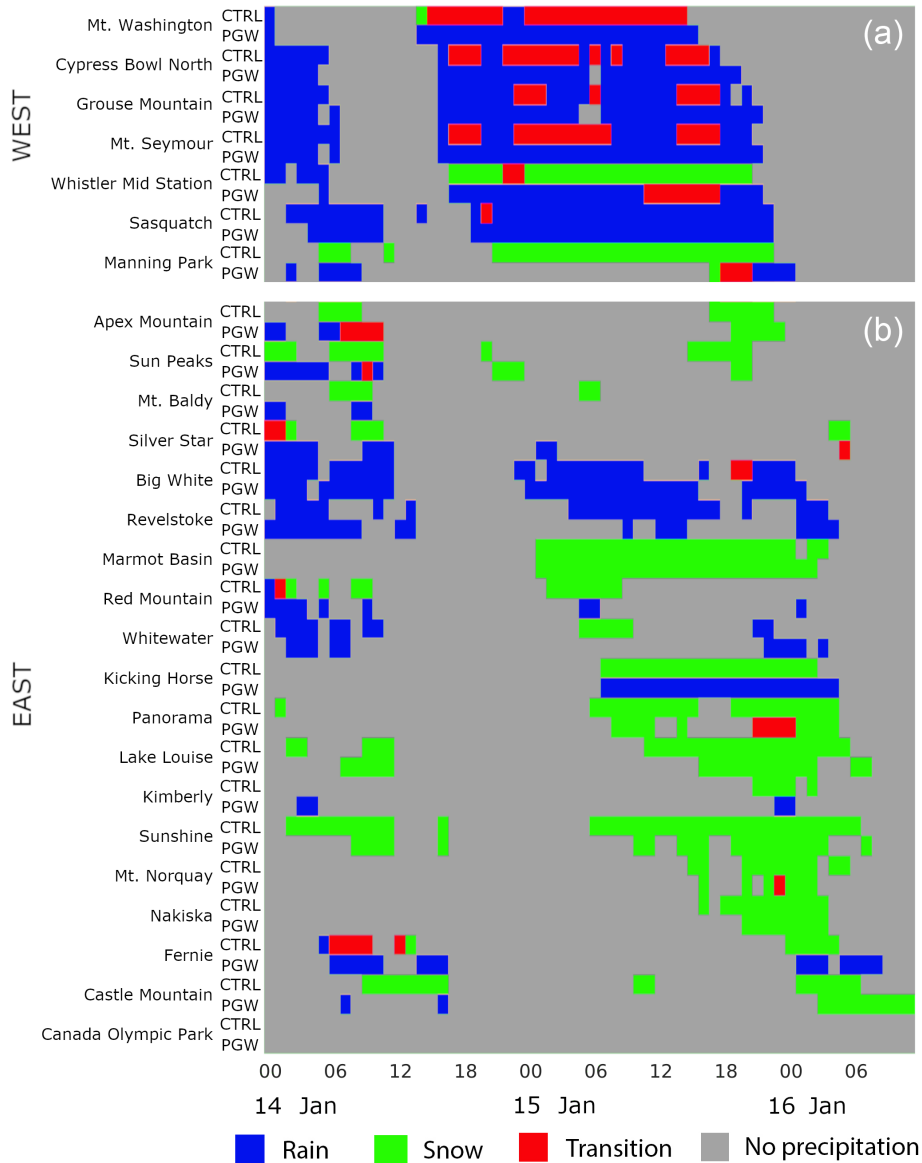 (a)
WEST
Mt. Washington CTRL
PGW
Cypress Bowl North CTRL
PGW
Grouse Mountain CTRL
PGW
Mt. Seymour CTRL
PGW
Whistler Mid Station CTRL
PGW
Sasquatch CTRL
PGW
Manning Park CTRL
PGW
(b)
EAST
Apex Mountain CTRL
PGW
Sun Peaks CTRL
PGW
Mt. Baldy CTRL
PGW
Silver Star CTRL
PGW
Big White CTRL
PGW
Revelstoke CTRL
PGW
Marmot Basin CTRL
PGW
Red Mountain CTRL
PGW
Whitewater CTRL
PGW
Kicking Horse CTRL
PGW
Panorama CTRL
PGW
Lake Louise CTRL
PGW
Kimberly CTRL
PGW
Sunshine CTRL
PGW
Mt. Norquay CTRL
PGW
Nakiska CTRL
PGW
Fernie CTRL
PGW
Castle Mountain CTRL
PGW
Canada Olympic Park CTRL
PGW
00 06 12 18 00 06 12 18 00 06
14 Jan 15 Jan 16 Jan
Rain Snow Transition No precipitation